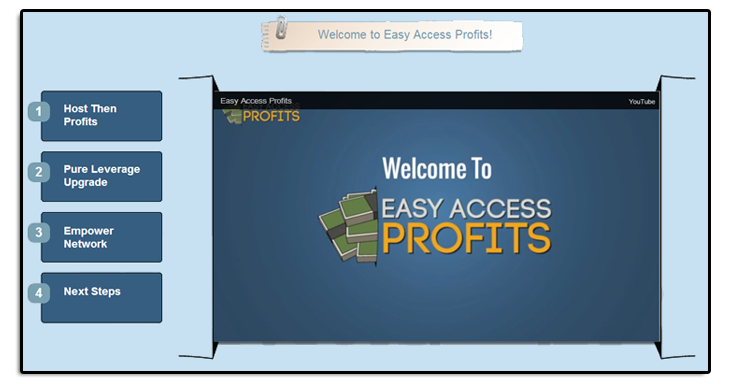 Welcome to Easy Access Profits!
1
Host Then
Profits
2
Pure Leverage
Upgrade
3
Empower
Network
4
Next Steps
Easy Access Profits
YouTube
PROFITS
Welcome To
EASY ACCESS
PROFITS